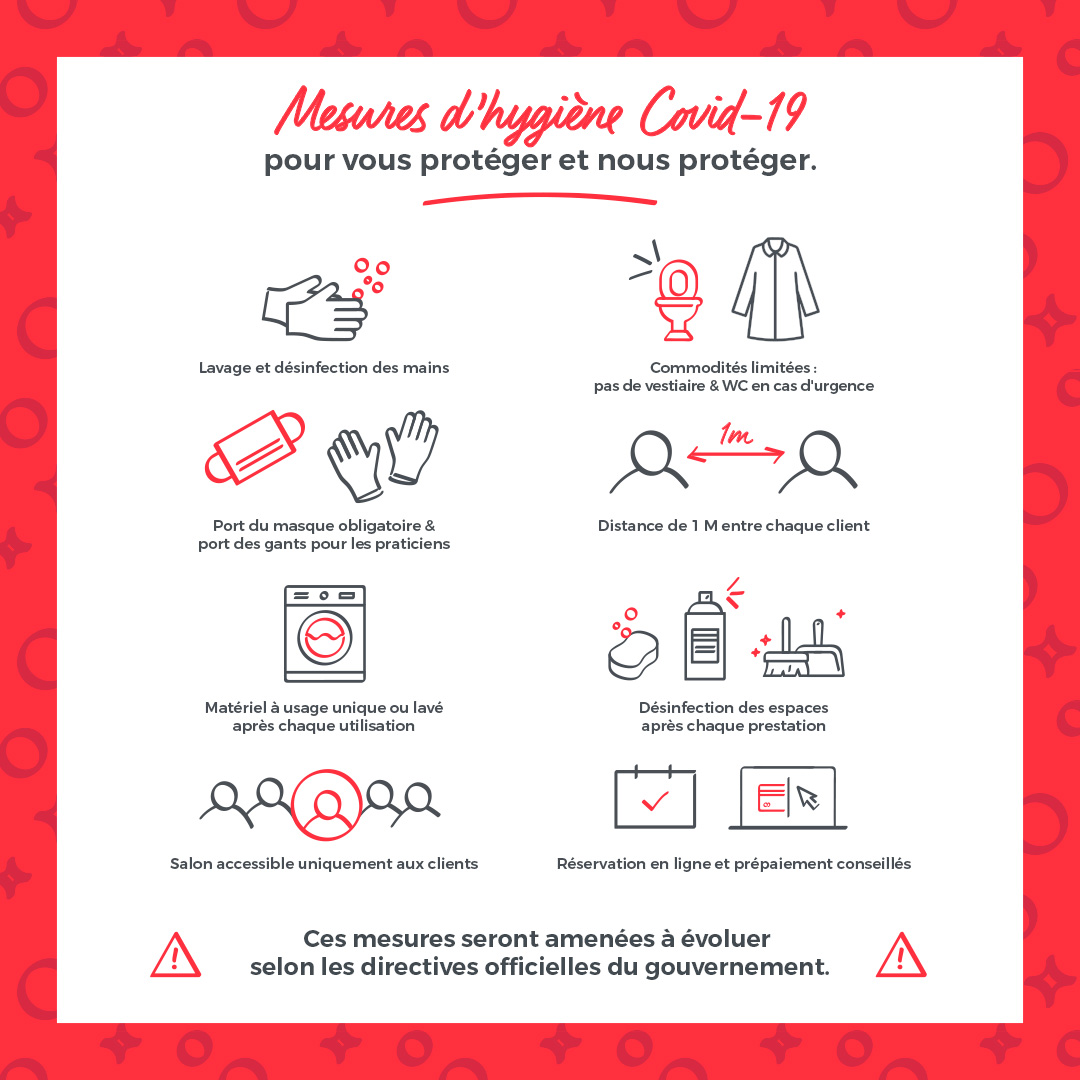 Mesures d'hygiène Covid-19
pour vous protéger et nous protéger.
Lavage et désinfection des mains
Commodités limitées :
pas de vestiaire & WC en cas d'urgence
1m
Port du masque obligatoire &
port des gants pour les praticiens
Distance de 1 M entre chaque client
Matériel à usage unique ou lavé
après chaque utilisation
Désinfection des espaces
après chaque prestation
Salon accessible uniquement aux clients
Réservation en ligne et prépaiement conseillés
Ces mesures seront amenées à évoluer
selon les directives officielles du gouvernement.